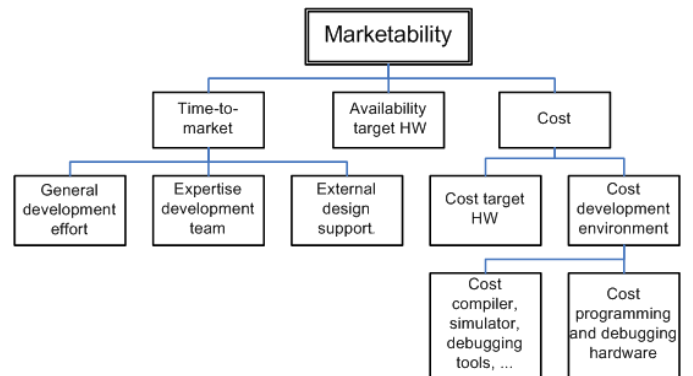 Marketability
Time-to-
market
Availability
target HW
Cost
General
development
effort
Expertise
development
team
External
design
support.
Cost target
HW
Cost
development
environment
Cost
compiler,
simulator,
debugging
tools, ...
Cost
programming
and debugging
hardware